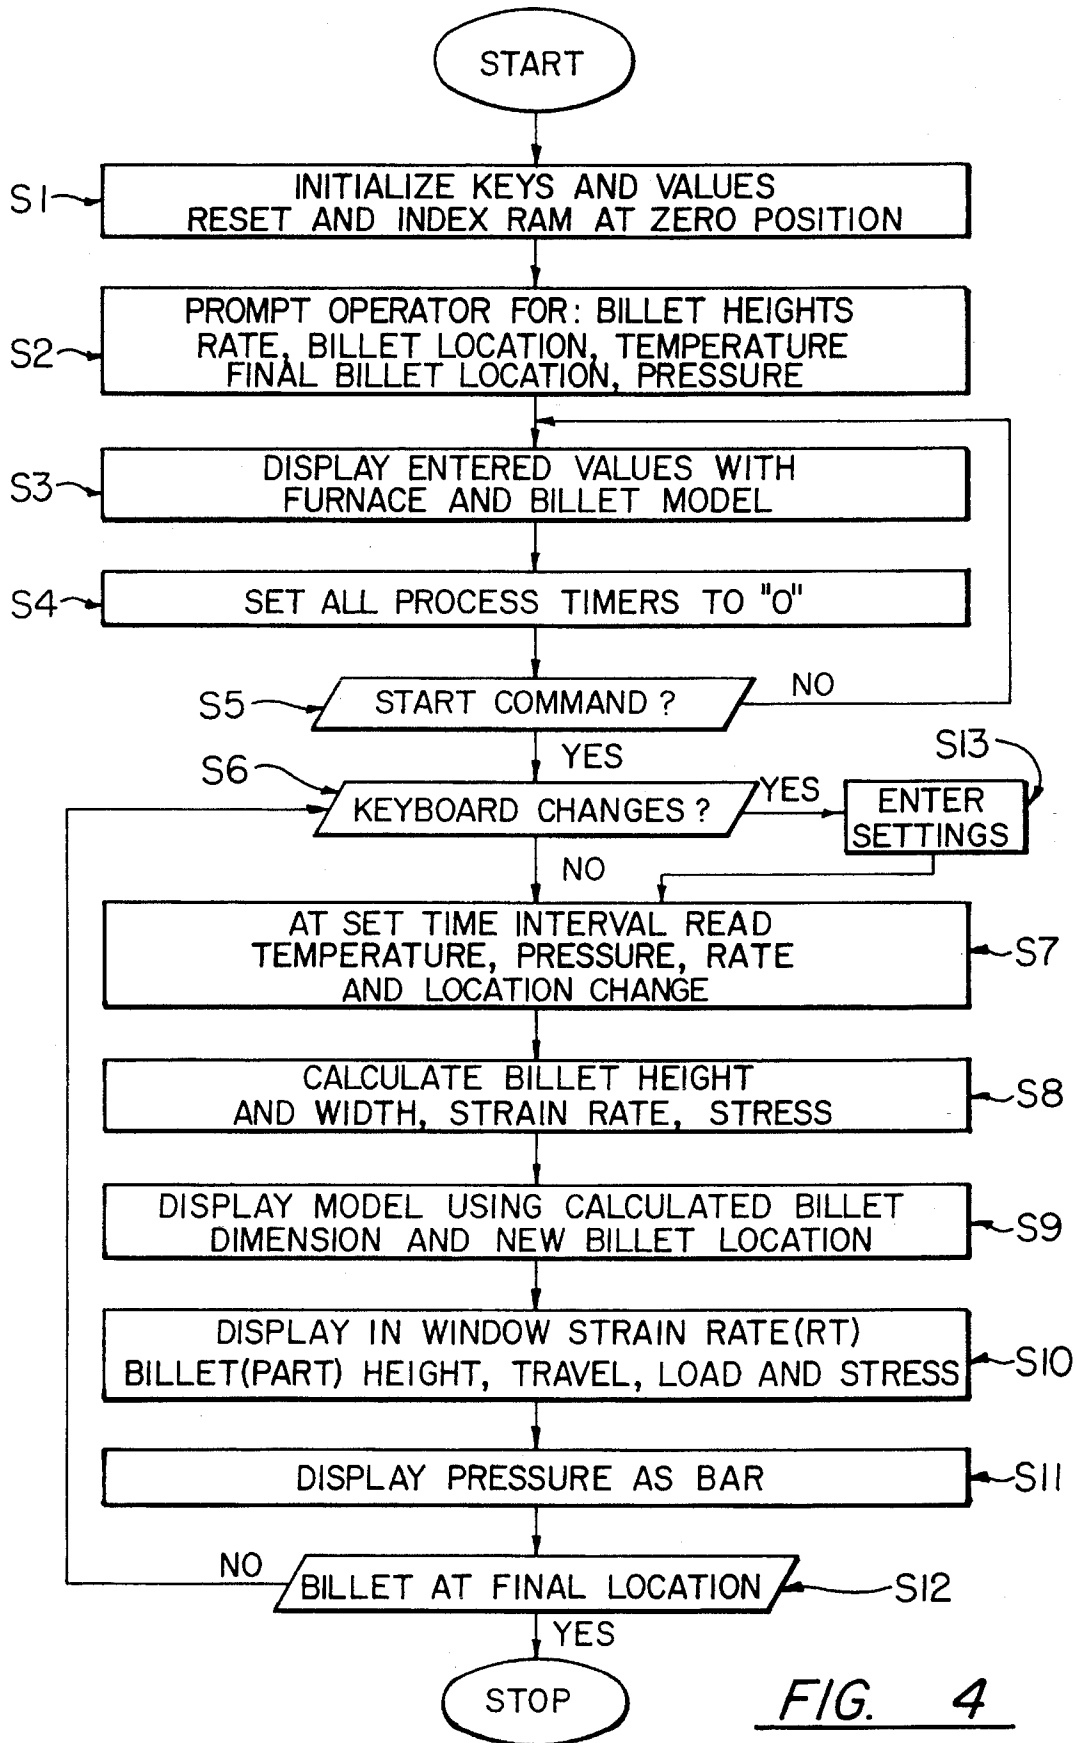 START
S1
INITIALIZE KEYS AND VALUES
RESET AND INDEX RAM AT ZERO POSITION
S2
PROMPT OPERATOR FOR: BILLET HEIGHTS
RATE, BILLET LOCATION, TEMPERATURE
FINAL BILLET LOCATION, PRESSURE
S3
DISPLAY ENTERED VALUES WITH
FURNACE AND BILLET MODEL
S4
SET ALL PROCESS TIMERS TO "0"
S5
START COMMAND?
NO
YES
S6
KEYBOARD CHANGES?
YES
S13
ENTER
SETTINGS
NO
AT SET TIME INTERVAL READ
TEMPERATURE, PRESSURE, RATE
AND LOCATION CHANGE
S7
CALCULATE BILLET HEIGHT
AND WIDTH, STRAIN RATE, STRESS
S8
DISPLAY MODEL USING CALCULATED BILLET
DIMENSION AND NEW BILLET LOCATION
S9
DISPLAY IN WINDOW STRAIN RATE(RT)
BILLET(PART) HEIGHT, TRAVEL, LOAD AND STRESS
S10
DISPLAY PRESSURE AS BAR
S11
NO
BILLET AT FINAL LOCATION
S12
YES
STOP
FIG. 4